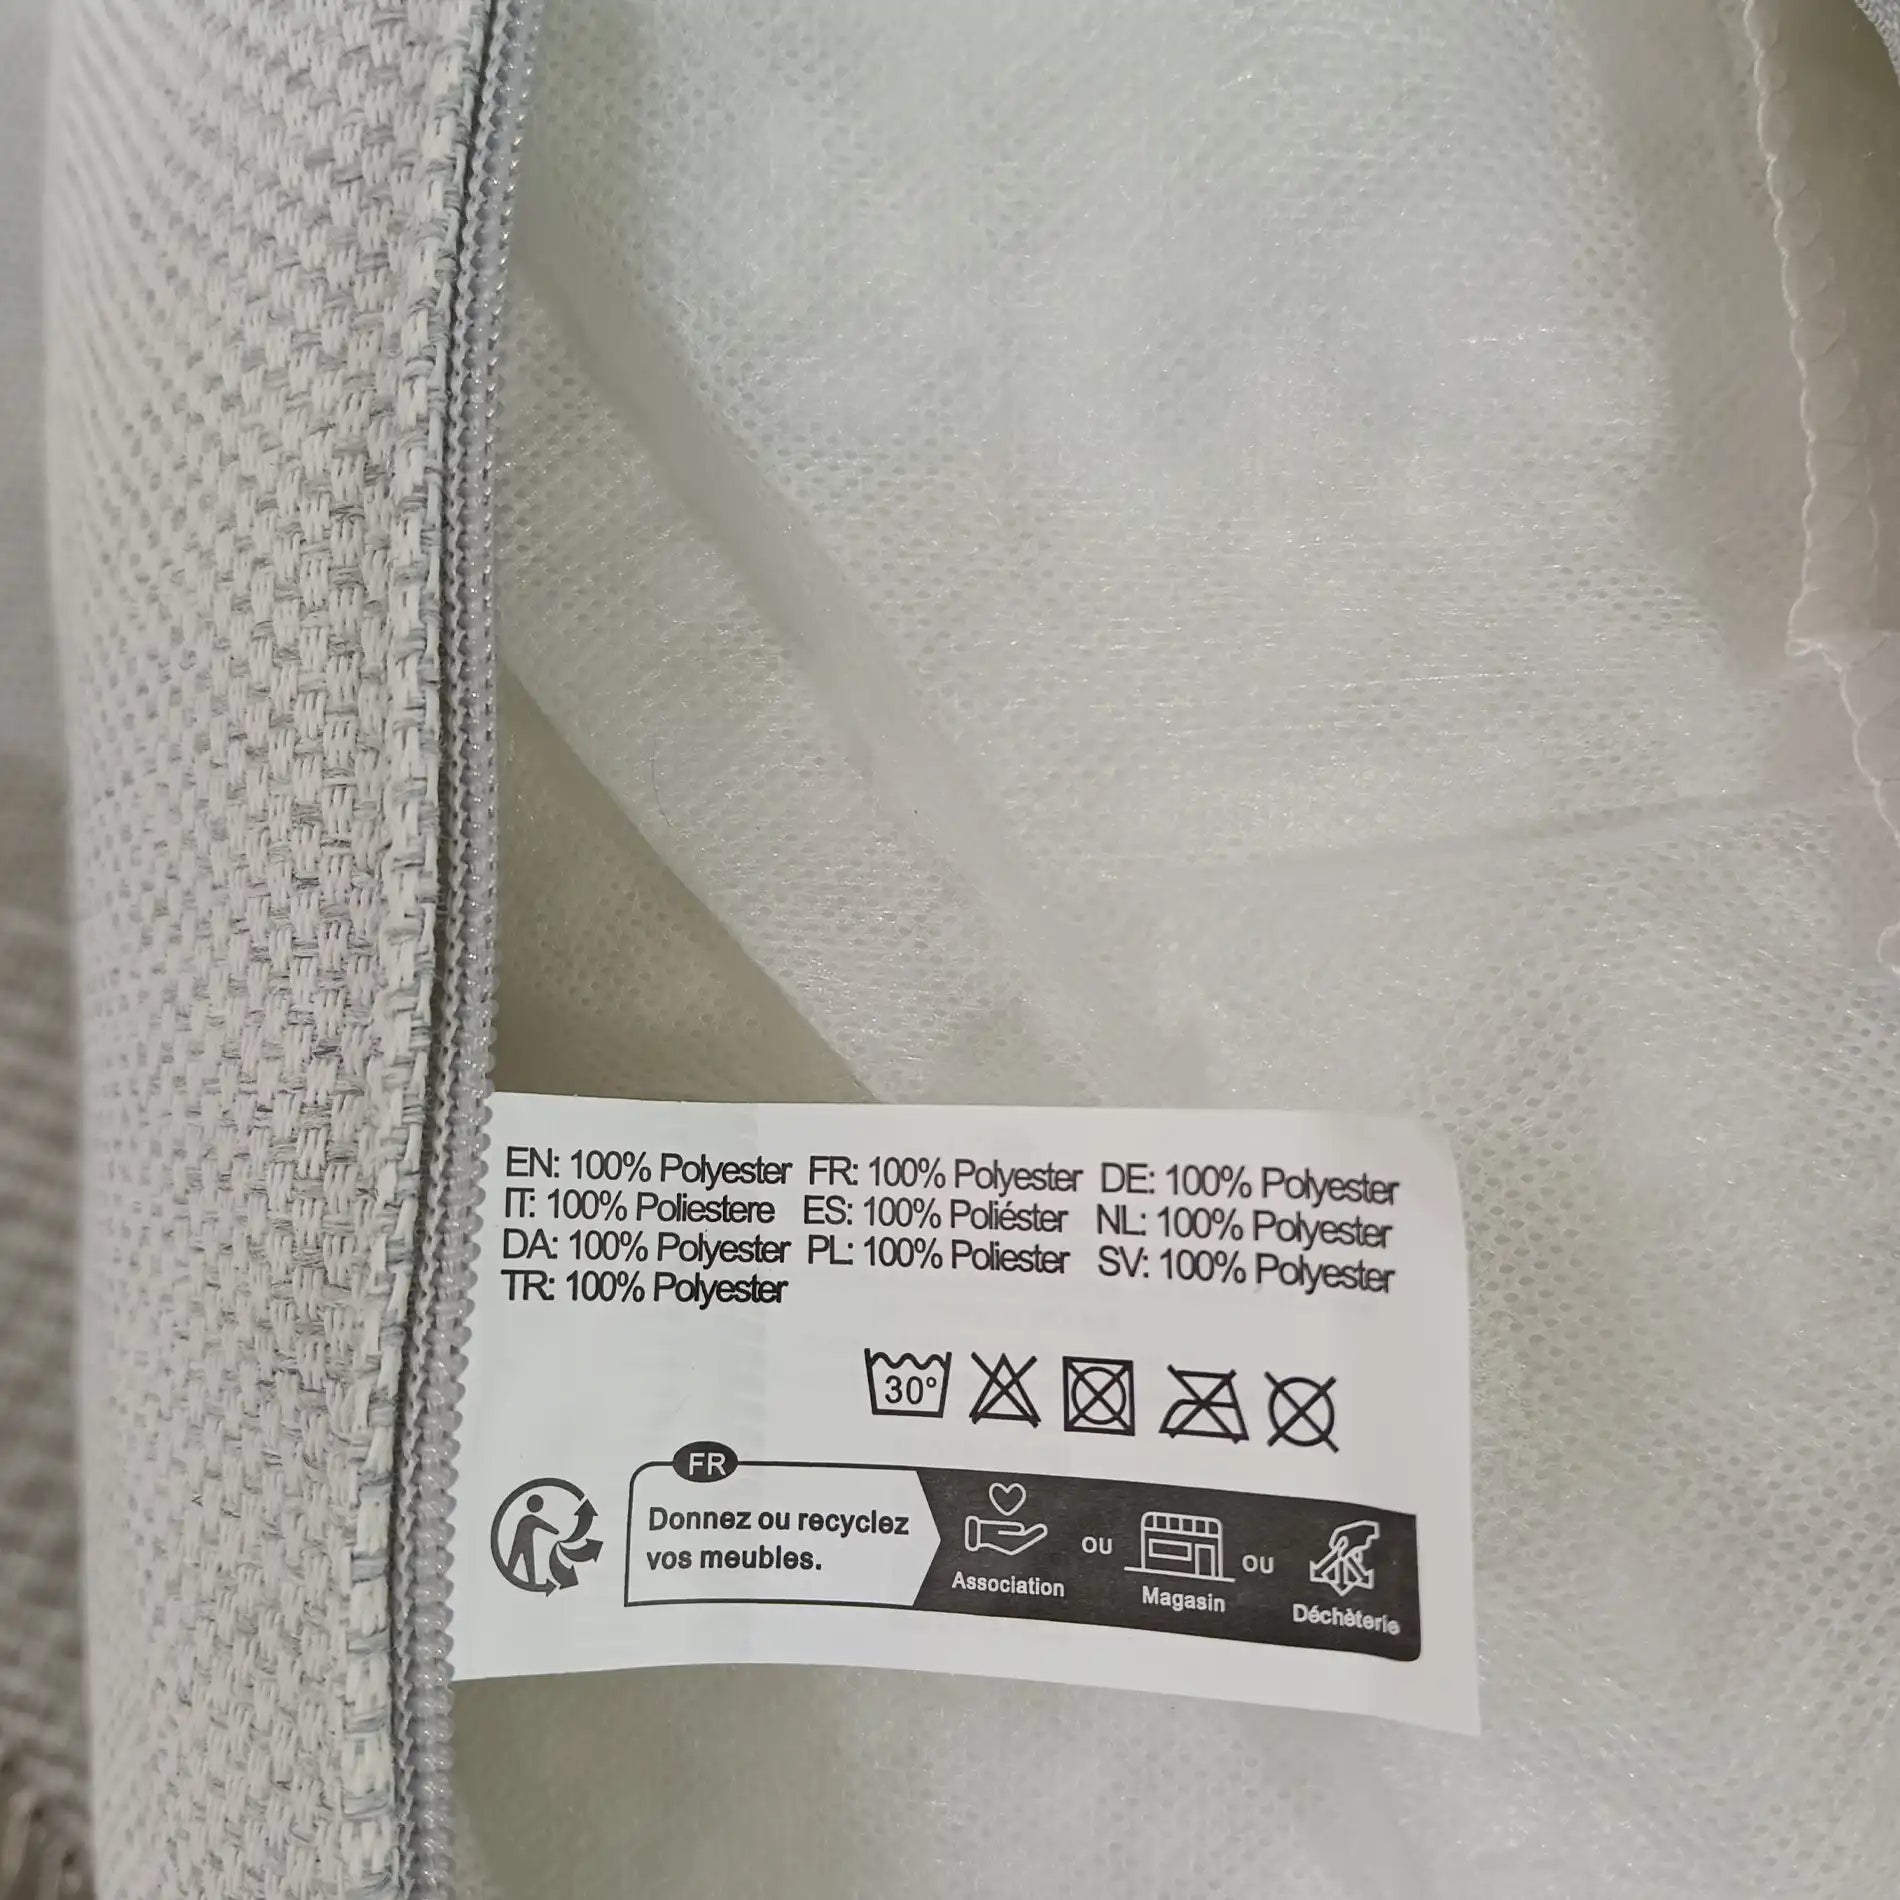 EN: 100% Polyester FR: 100% Polyester DE: 100% Polyester
IT: 100% Poliestere ES: 100% Poliéster NL: 100% Polyester
DA: 100% Polyester PL: 100% Poliester SV: 100% Polyester
TR: 100% Polyester
30°
FR
Donnez ou recyclez
vos meubles.
Association ou Magasin ou Déchèterie